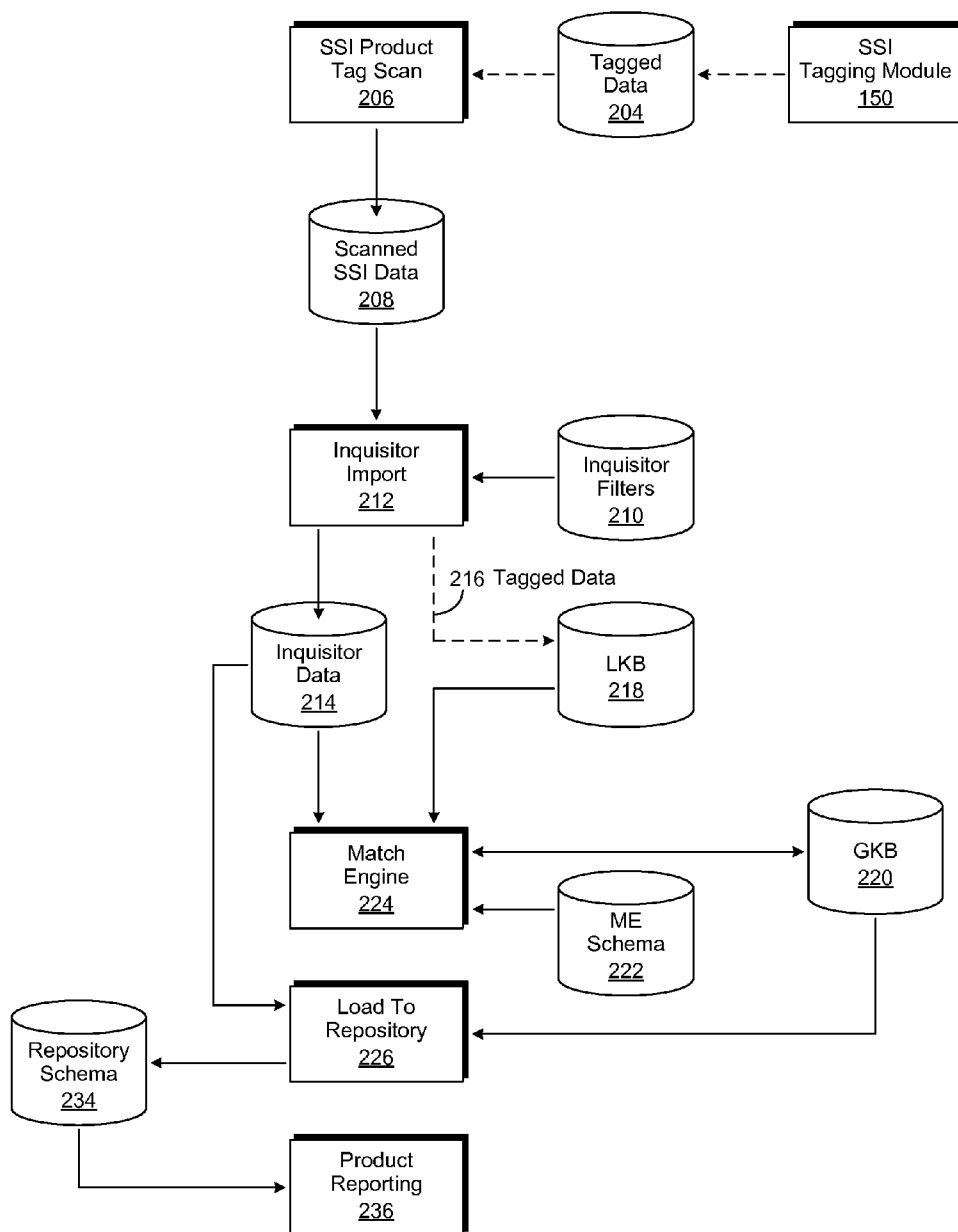 SSI Product
Tag Scan
206
Tagged
Data
204
SSI
Tagging Module
150
Scanned
SSI Data
208
Inquisitor
Import
212
Inquisitor
Filters
210
216 Tagged Data
Inquisitor
Data
214
LKB
218
Match
Engine
224
GKB
220
ME
Schema
222
Load To
Repository
226
Repository
Schema
234
Product
Reporting
236